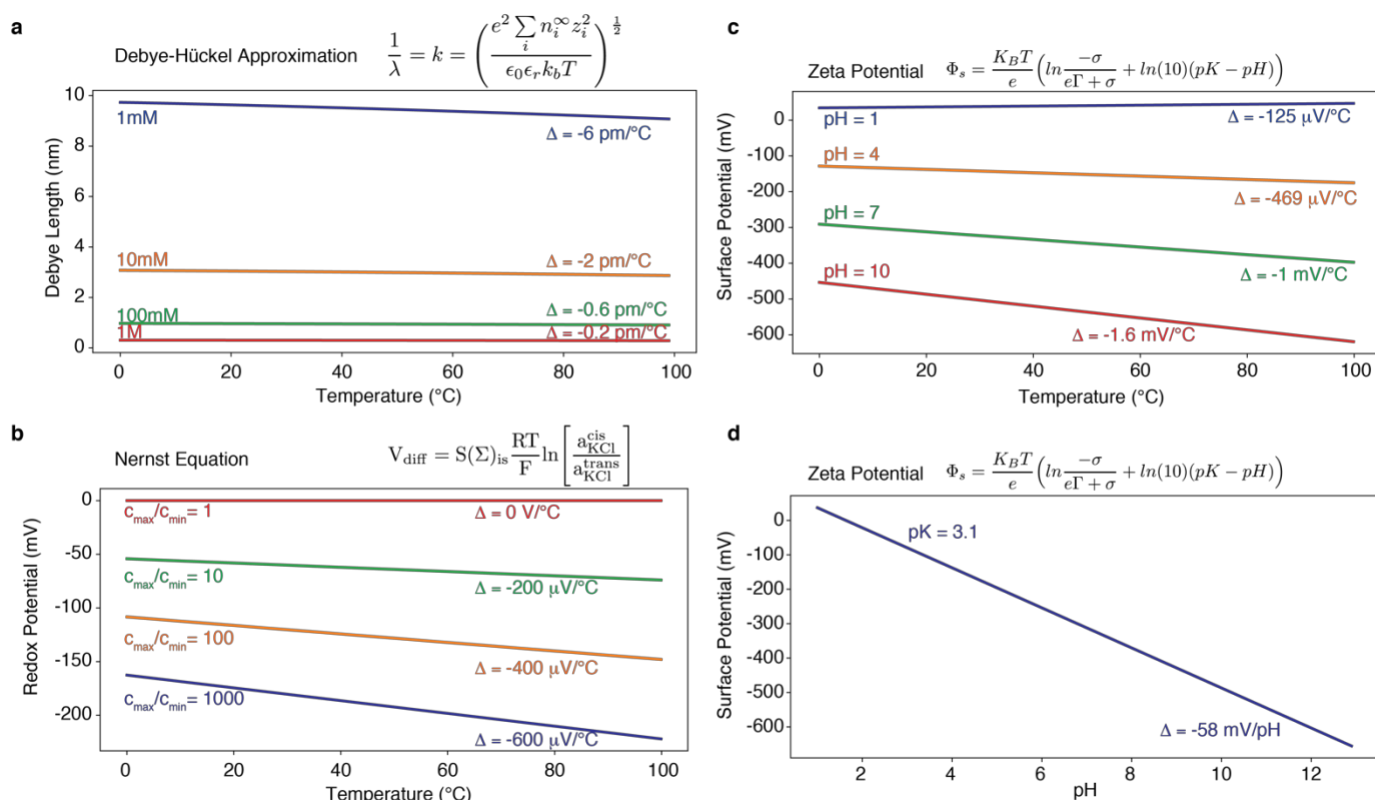 a
Debye-Hückel Approximation
1/λ = k = (e² ∑ᵢ nᵢ^∞ zᵢ² / ϵ₀ϵᵣk_bT)^(1/2)
Debye Length (nm)
10
8
6
4
2
0
1mM
Δ = -6 pm/°C
10mM
Δ = -2 pm/°C
100mM
Δ = -0.6 pm/°C
1M
Δ = -0.2 pm/°C
0 20 40 60 80 100
Temperature (°C)
b
Nernst Equation
V_diff = S(Σ)_is RT/F ln[a_KCl^cis / a_KCl^trans]
Redox Potential (mV)
0
-50
-100
-150
-200
c_max/c_min= 1
Δ = 0 V/°C
c_max/c_min= 10
Δ = -200 μV/°C
c_max/c_min= 100
Δ = -400 μV/°C
c_max/c_min= 1000
Δ = -600 μV/°C
0 20 40 60 80 100
Temperature (°C)
c
Zeta Potential
Φ_s = K_BT/e (ln -σ/(eΓ + σ) + ln(10)(pK − pH))
Surface Potential (mV)
0
-100
-200
-300
-400
-500
-600
pH = 1
Δ = -125 μV/°C
pH = 4
Δ = -469 μV/°C
pH = 7
Δ = -1 mV/°C
pH = 10
Δ = -1.6 mV/°C
0 20 40 60 80 100
Temperature (°C)
d
Zeta Potential
Φ_s = K_BT/e (ln -σ/(eΓ + σ) + ln(10)(pK − pH))
Surface Potential (mV)
0
-100
-200
-300
-400
-500
-600
pK = 3.1
Δ = -58 mV/pH
2 4 6 8 10 12
pH